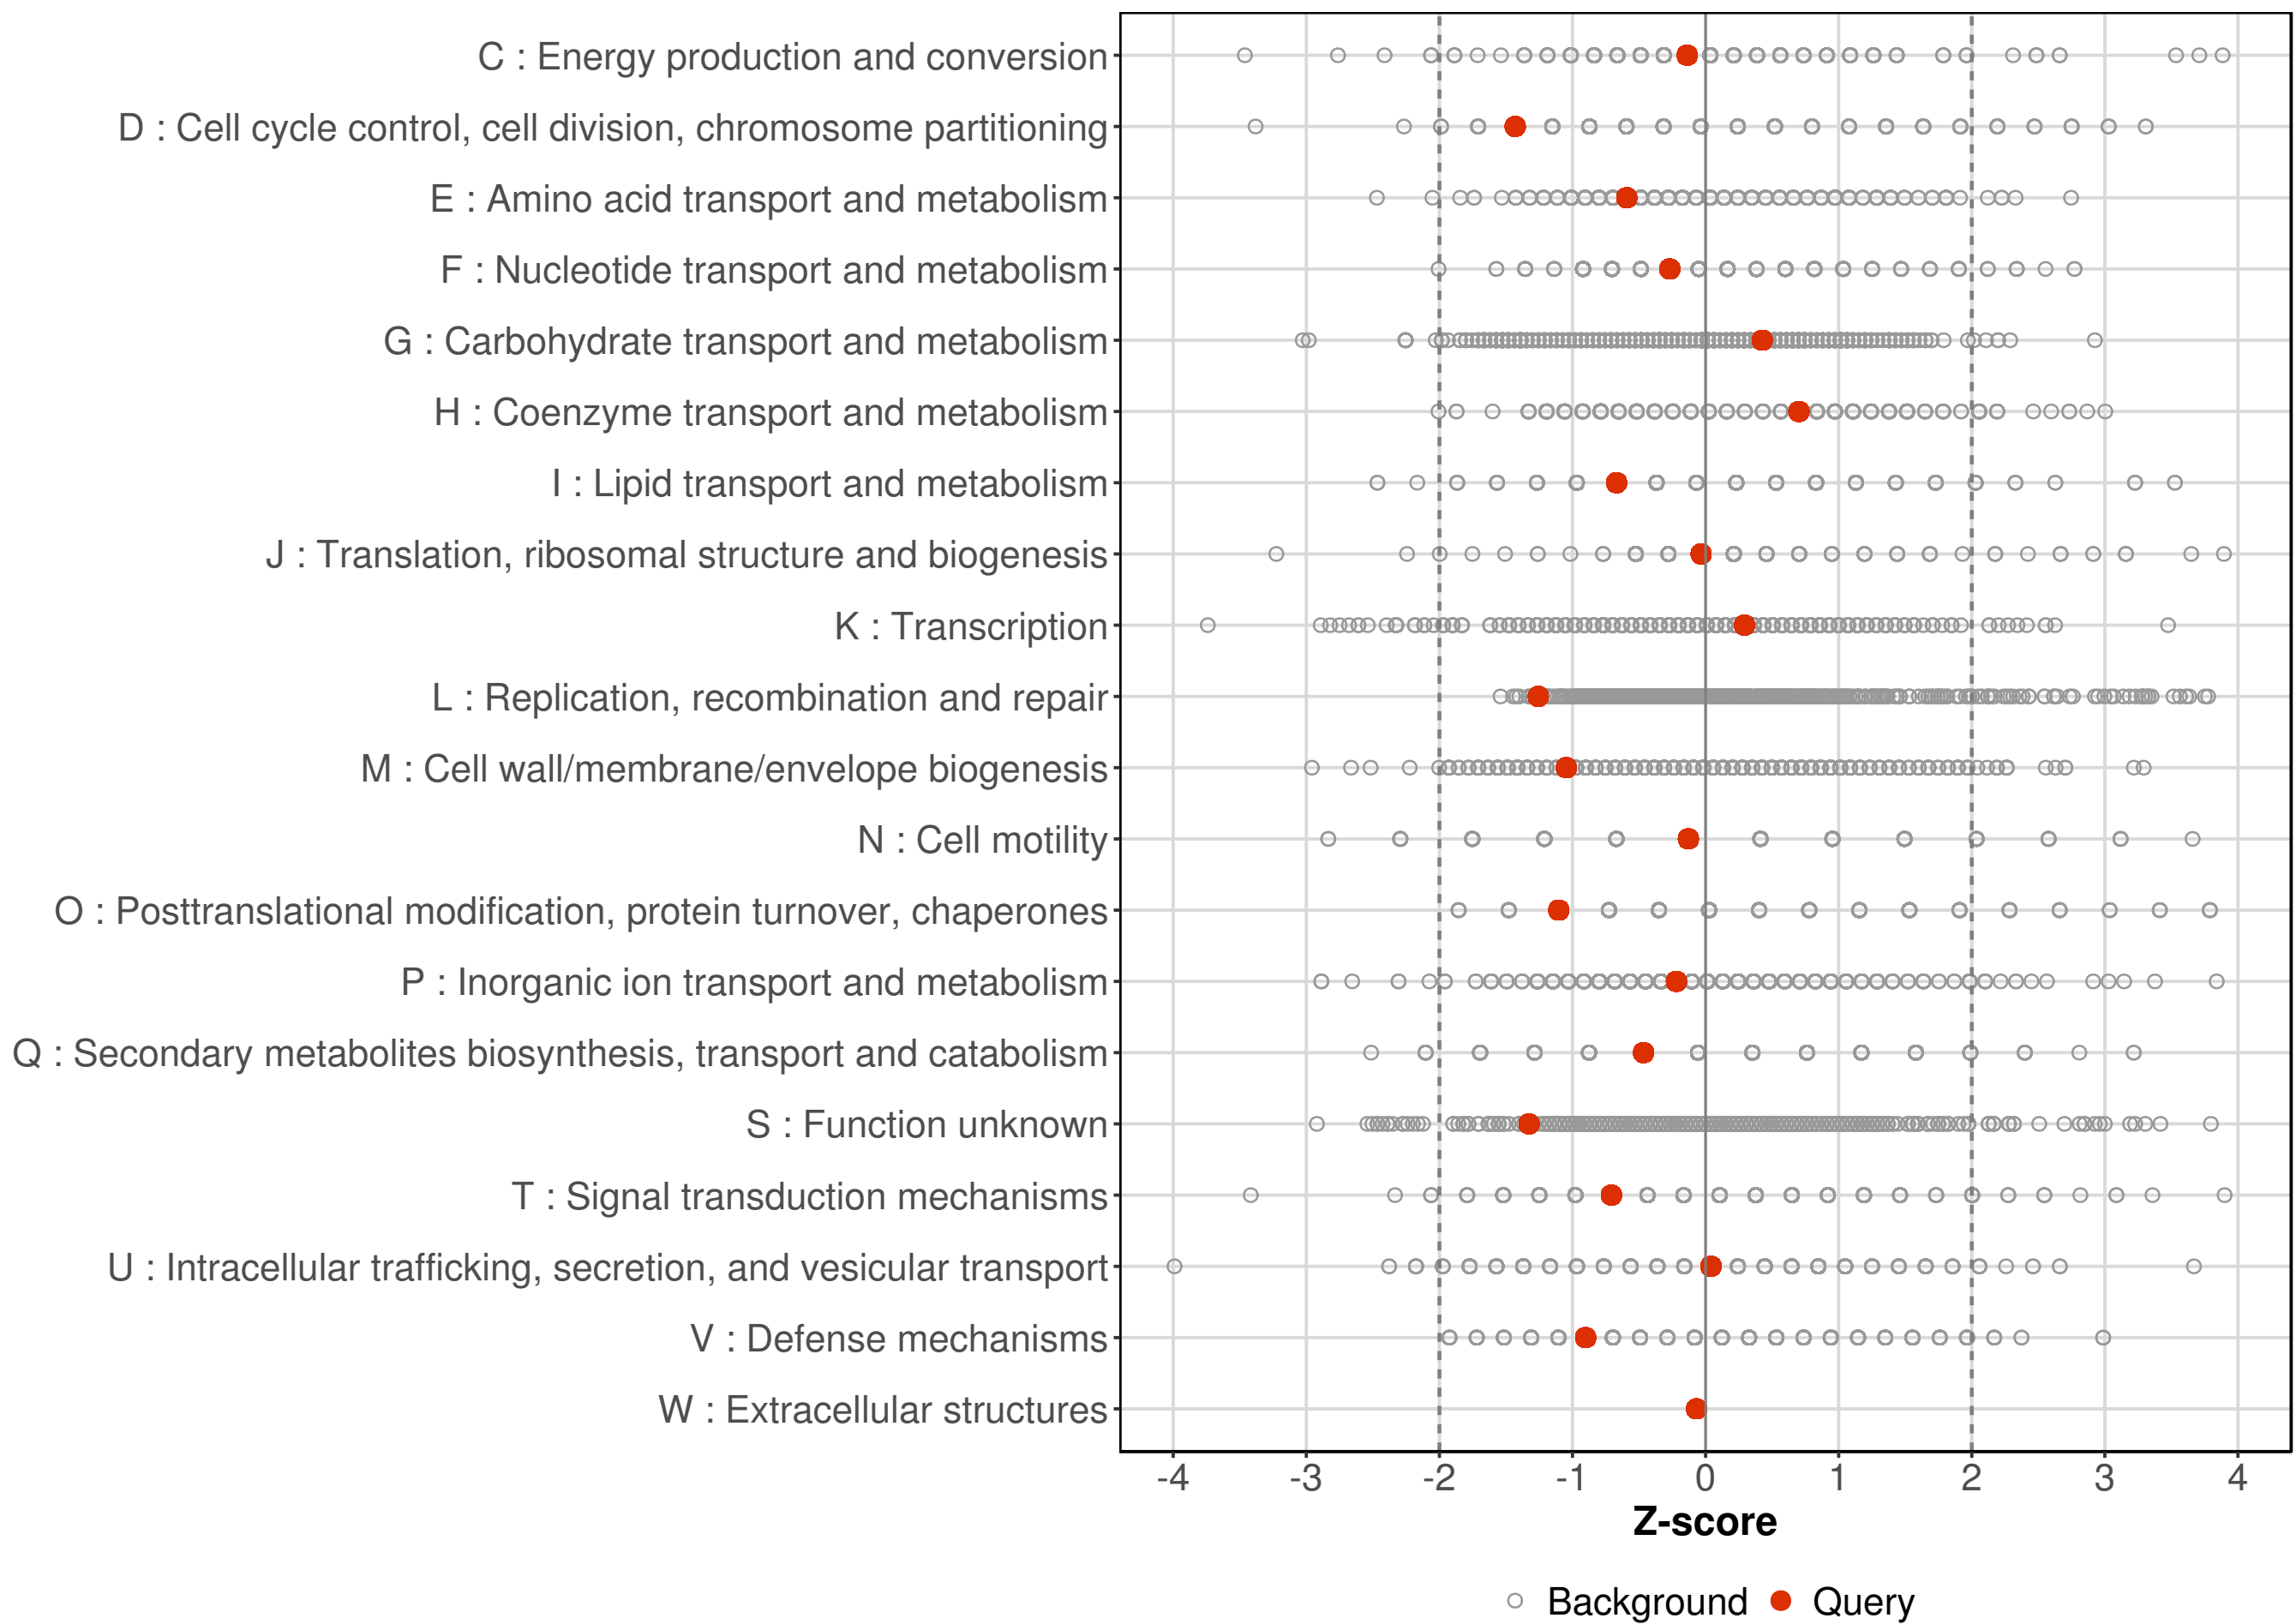 C : Energy production and conversion
D : Cell cycle control, cell division, chromosome partitioning
E : Amino acid transport and metabolism
F : Nucleotide transport and metabolism
G : Carbohydrate transport and metabolism
H : Coenzyme transport and metabolism
I : Lipid transport and metabolism
J : Translation, ribosomal structure and biogenesis
K : Transcription
L : Replication, recombination and repair
M : Cell wall/membrane/envelope biogenesis
N : Cell motility
O : Posttranslational modification, protein turnover, chaperones
P : Inorganic ion transport and metabolism
Q : Secondary metabolites biosynthesis, transport and catabolism
S : Function unknown
T : Signal transduction mechanisms
U : Intracellular trafficking, secretion, and vesicular transport
V : Defense mechanisms
W : Extracellular structures
-4 -3 -2 -1 0 1 2 3 4
Z-score
Background Query